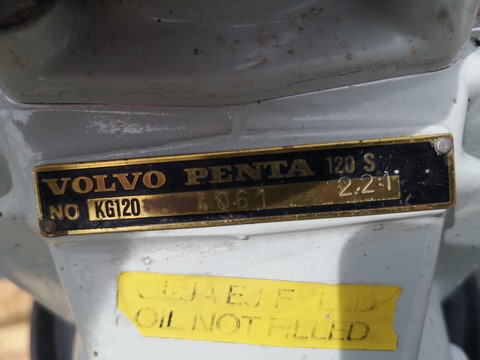 VOLVO PENTA 120 S
NO KG120 4061 2.2:1
OIL NOT FILLED